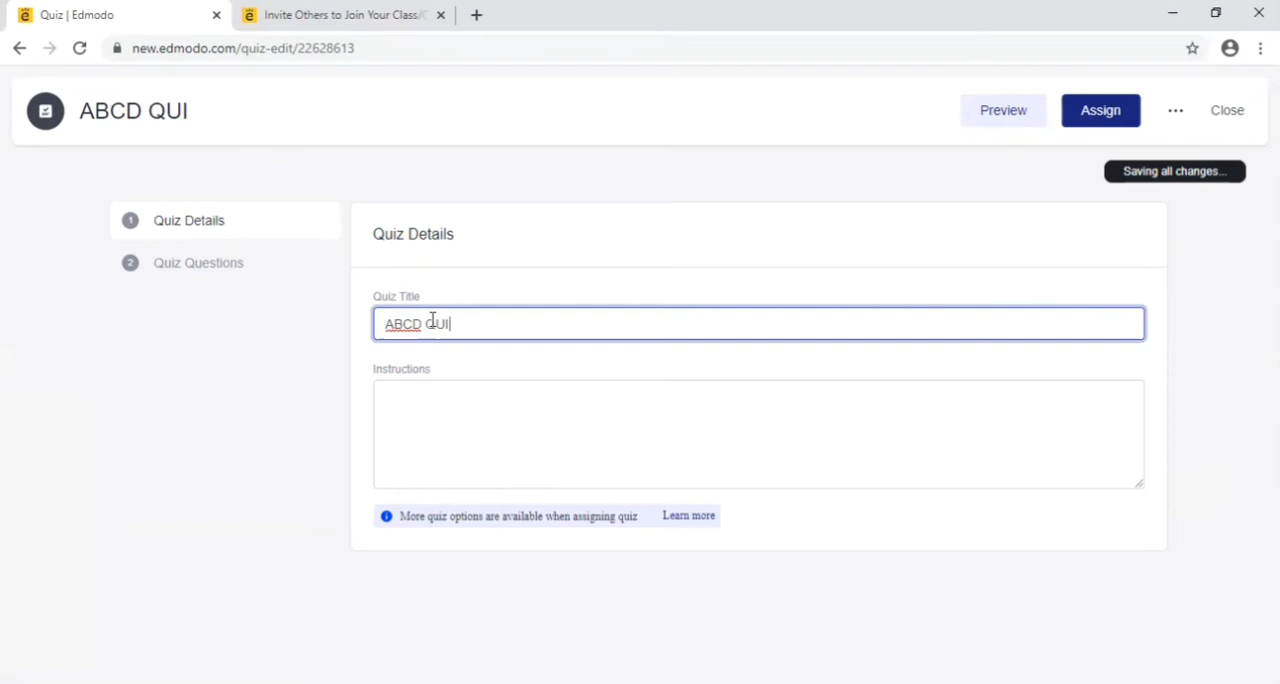 Quiz | Edmodo
Invite Others to Join Your Class/
new.edmodo.com/quiz-edit/22628613
ABCD QUI
Preview
Assign
Close
Saving all changes...
1 Quiz Details
2 Quiz Questions
Quiz Details
Quiz Title
ABCD QUI
Instructions
More quiz options are available when assigning quiz Learn more